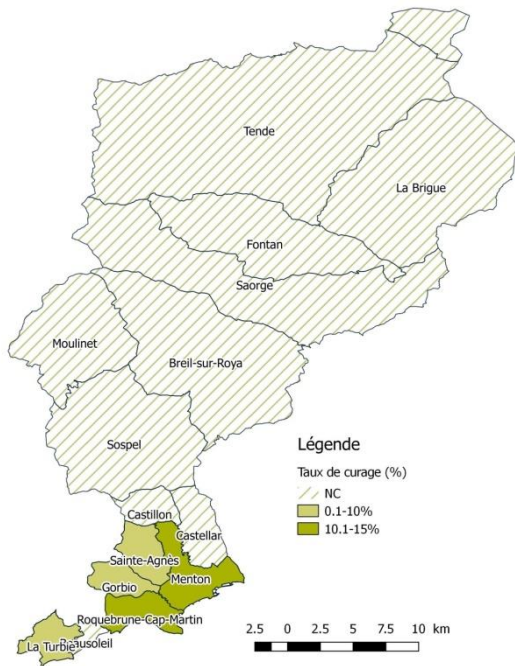 Tende
La Brigue
Fontan
Saorge
Moulinet
Breil-sur-Roya
Sospel
Légende
Taux de curage (%)
NC
0.1-10%
10.1-15%
Castillon
Castellar
Sainte-Agnès
Menton
Gorbio
Roquebrune-Cap-Martin
La Turbie
Beausoleil
2.5 0 2.5 5 7.5 10 km